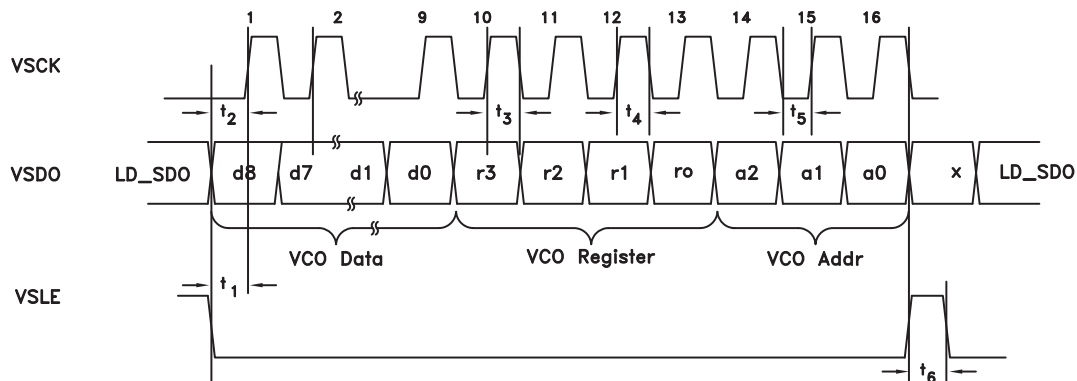 1 2 9 10 11 12 13 14 15 16
VSCK
t2 t3 t4 t5
VSDO LD_SDO d8 d7 d1 d0 r3 r2 r1 ro a2 a1 a0 x LD_SDO
VCO Data VCO Register VCO Addr
t1
VSLE
t6